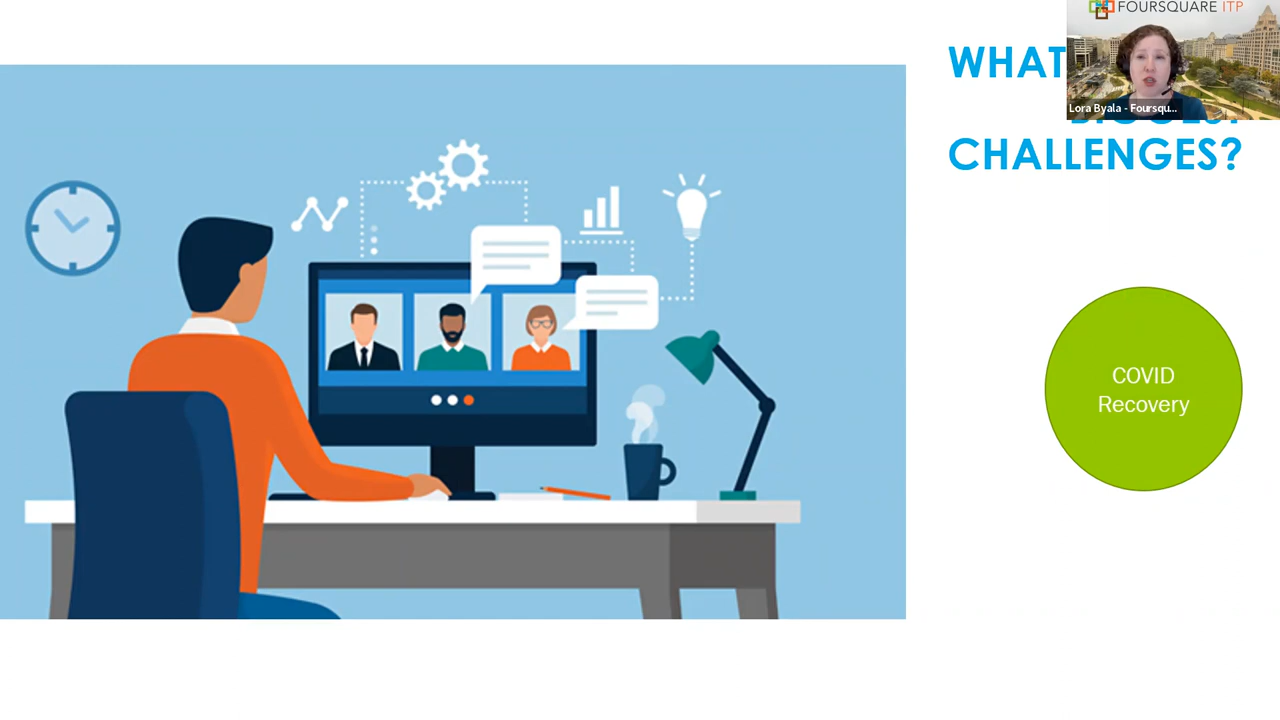 FOURSQUARE ITP
WHAT
Lora Byala - Foursqu...
CHALLENGES?
COVID
Recovery